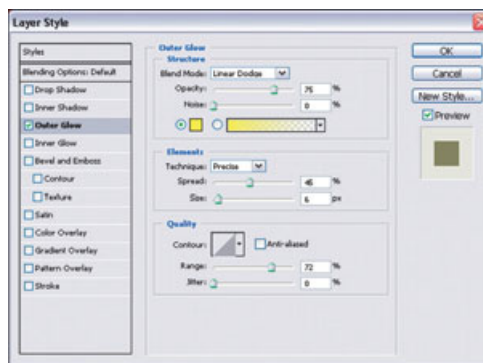 Layer Style
Styles
Blending Options: Default
Drop Shadow
Inner Shadow
Outer Glow
Inner Glow
Bevel and Emboss
Contour
Texture
Satin
Color Overlay
Gradient Overlay
Pattern Overlay
Stroke
Outer Glow
Structure
Blend Mode: Linear Dodge
Opacity: 75 %
Noise: 0 %
Elements
Technique: Precise
Spread: 45 %
Size: 6 px
Quality
Contour: Anti-aliased
Range: 72 %
Jitter: 0 %
OK
Cancel
New Style...
Preview